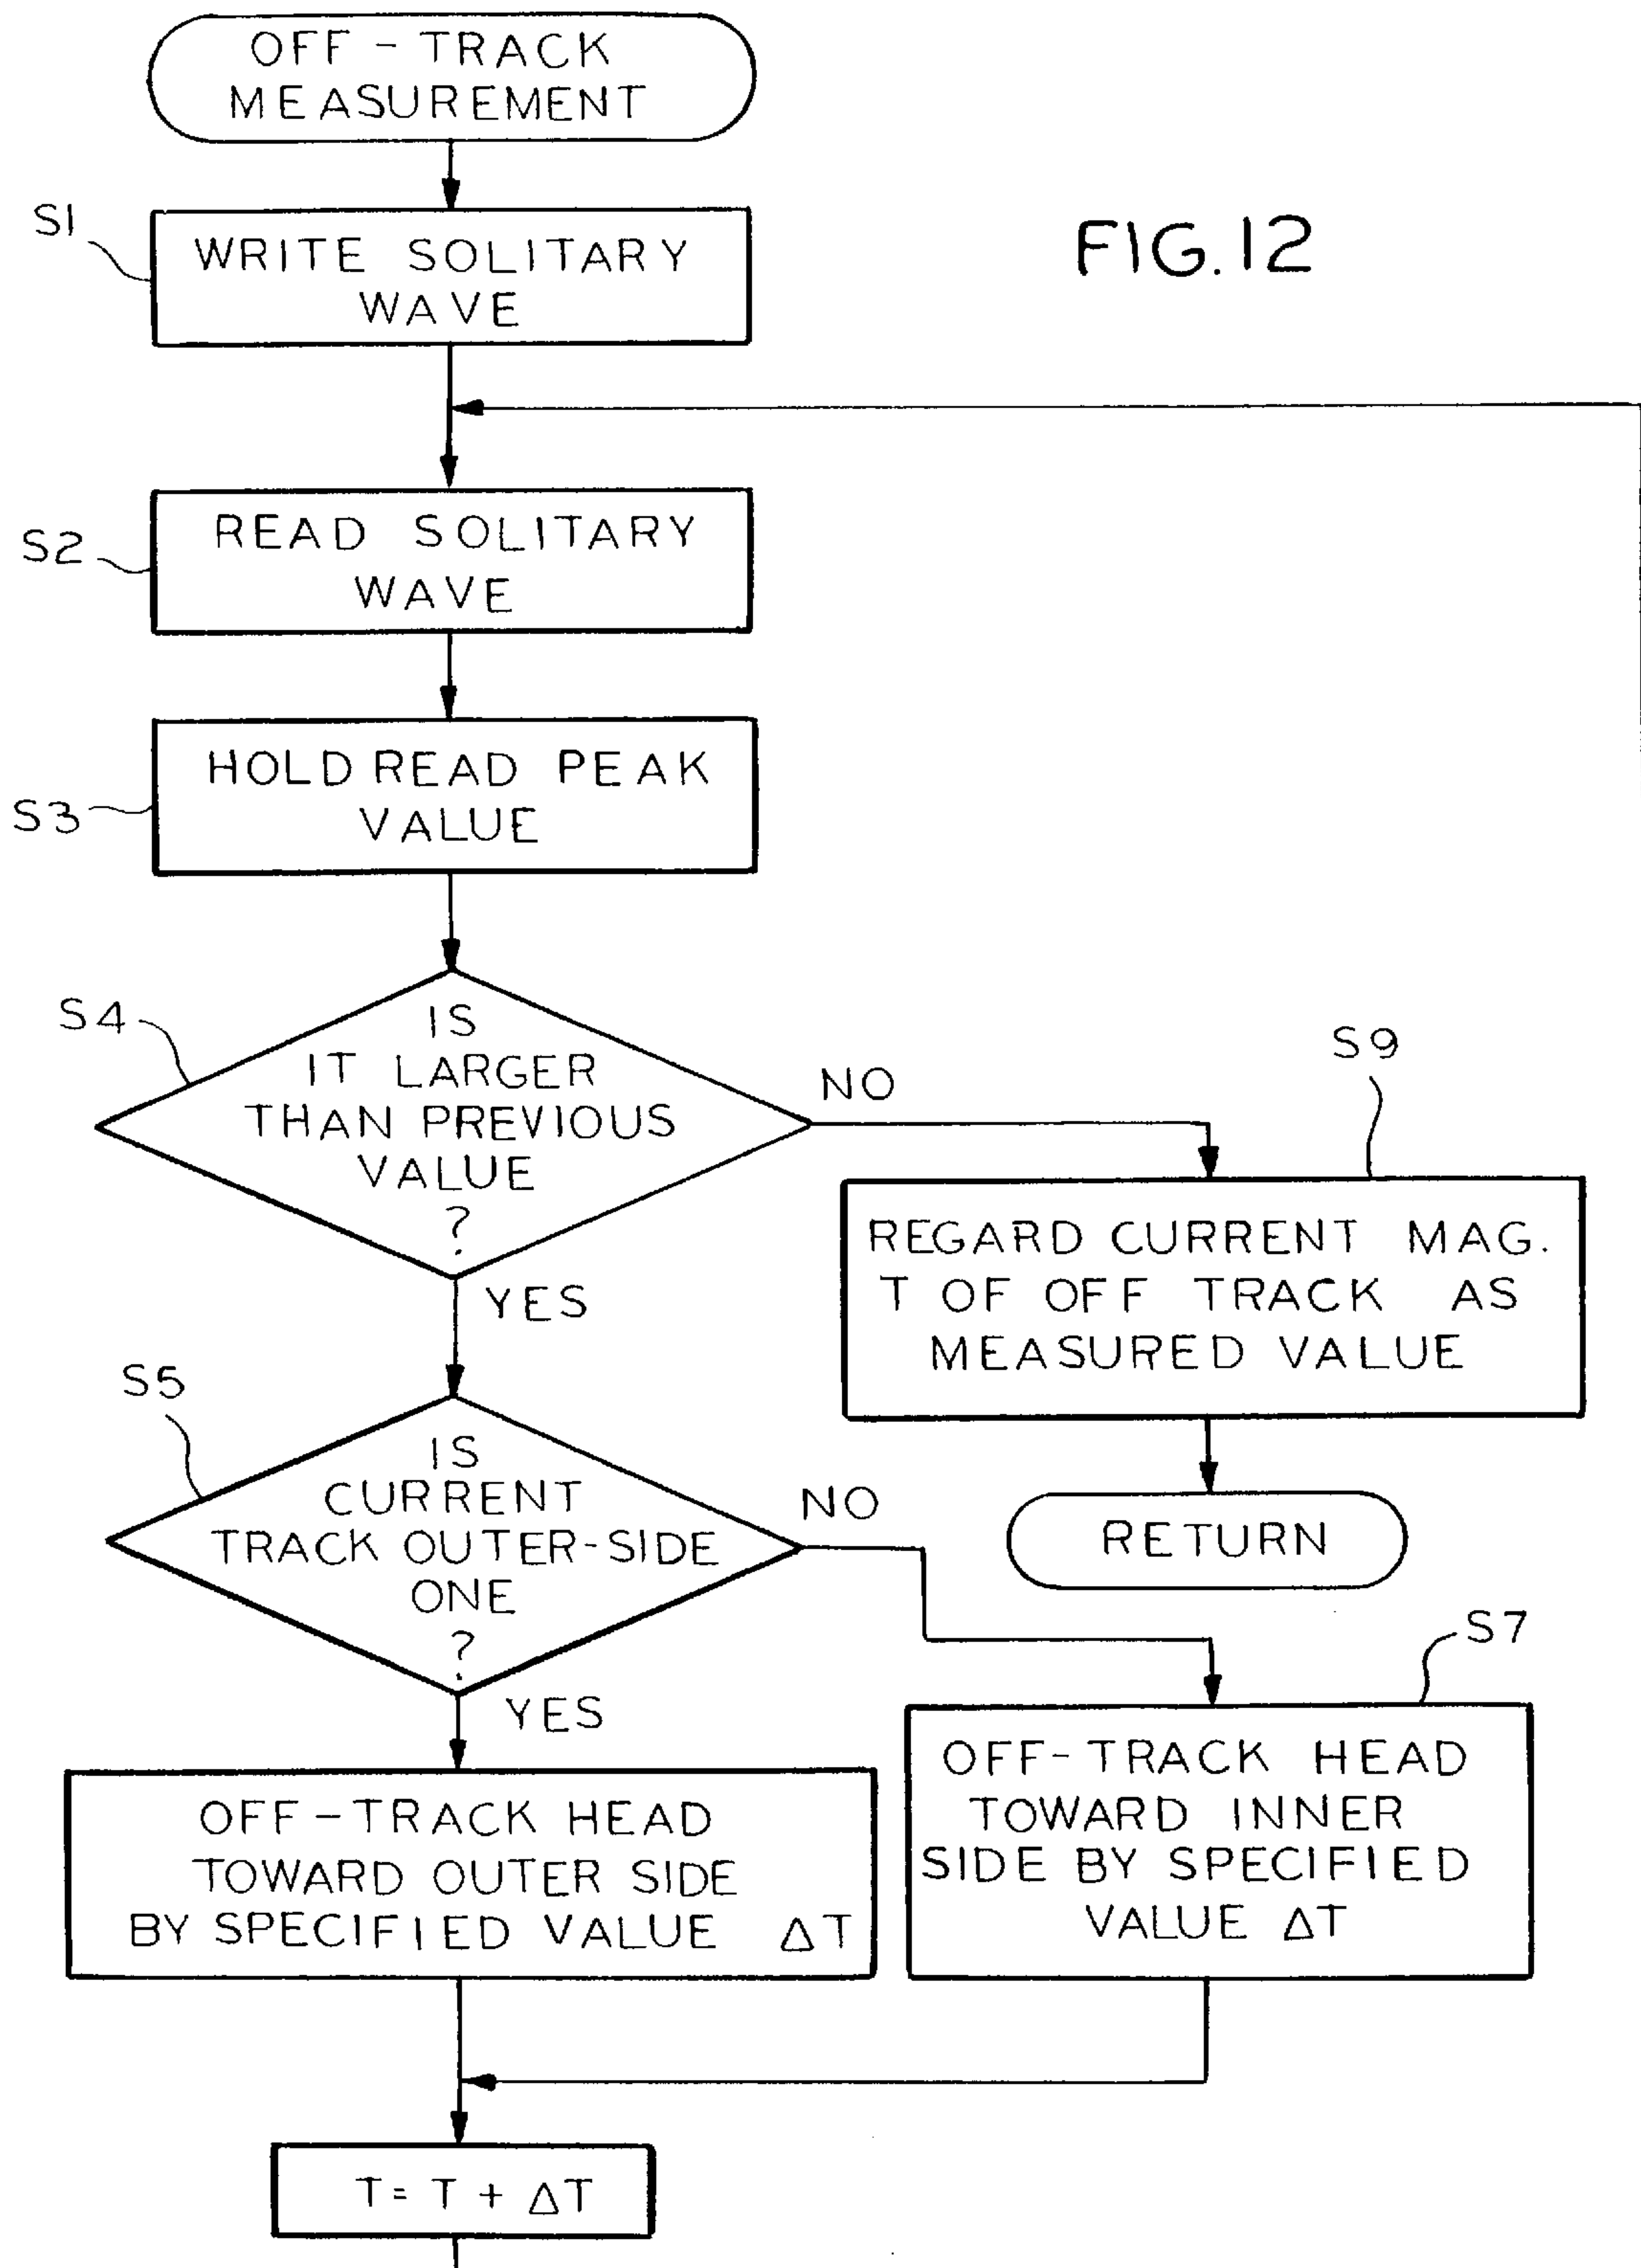 OFF-TRACK
MEASUREMENT
S1
WRITE SOLITARY
WAVE
FIG. 12
S2
READ SOLITARY
WAVE
S3
HOLD READ PEAK
VALUE
S4
IS
IT LARGER
THAN PREVIOUS
VALUE
?
NO
YES
S9
REGARD CURRENT MAG.
T OF OFF TRACK AS
MEASURED VALUE
RETURN
S5
IS
CURRENT
TRACK OUTER-SIDE
ONE
?
NO
YES
S7
OFF-TRACK HEAD
TOWARD INNER
SIDE BY SPECIFIED
VALUE ΔT
OFF-TRACK HEAD
TOWARD OUTER SIDE
BY SPECIFIED VALUE ΔT
T = T + ΔT